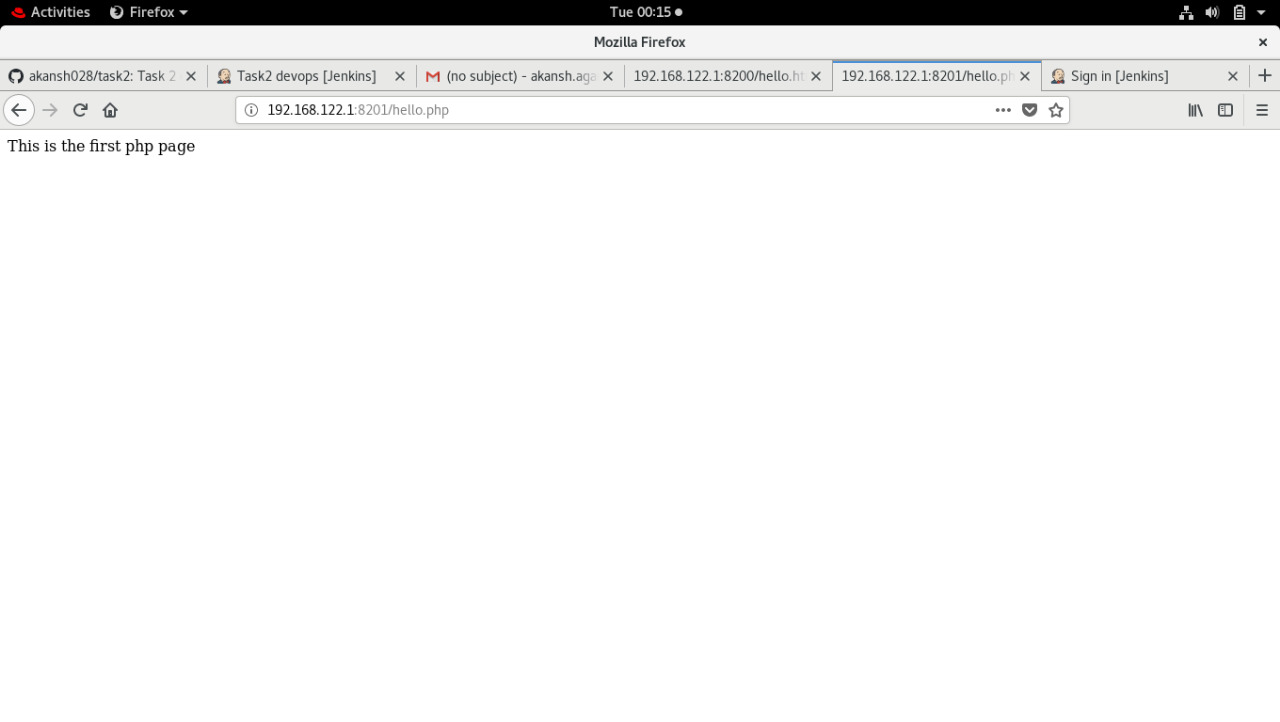 Activities Firefox Tue 00:15
Mozilla Firefox
akansh028/task2: Task 2 Task2 devops [Jenkins] (no subject) - akansh.aga 192.168.122.1:8200/hello.ht 192.168.122.1:8201/hello.ph Sign in [Jenkins]
192.168.122.1:8201/hello.php
This is the first php page